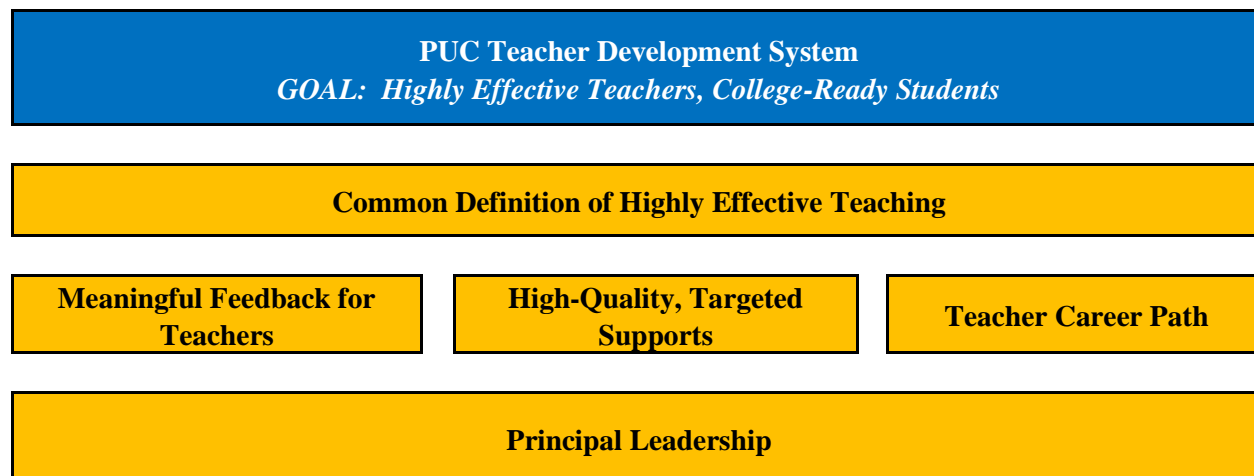 PUC Teacher Development System
GOAL:  Highly Effective Teachers, College-Ready Students
Common Definition of Highly Effective Teaching
Meaningful Feedback for
Teachers
High-Quality, Targeted
Supports
Teacher Career Path
Principal Leadership